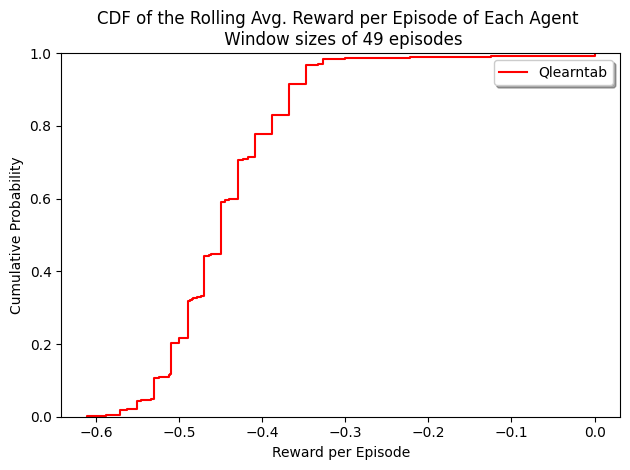 CDF of the Rolling Avg. Reward per Episode of Each Agent
Window sizes of 49 episodes
Qlearntab
Cumulative Probability
1.0
0.8
0.6
0.4
0.2
0.0
−0.6 −0.5 −0.4 −0.3 −0.2 −0.1 0.0
Reward per Episode